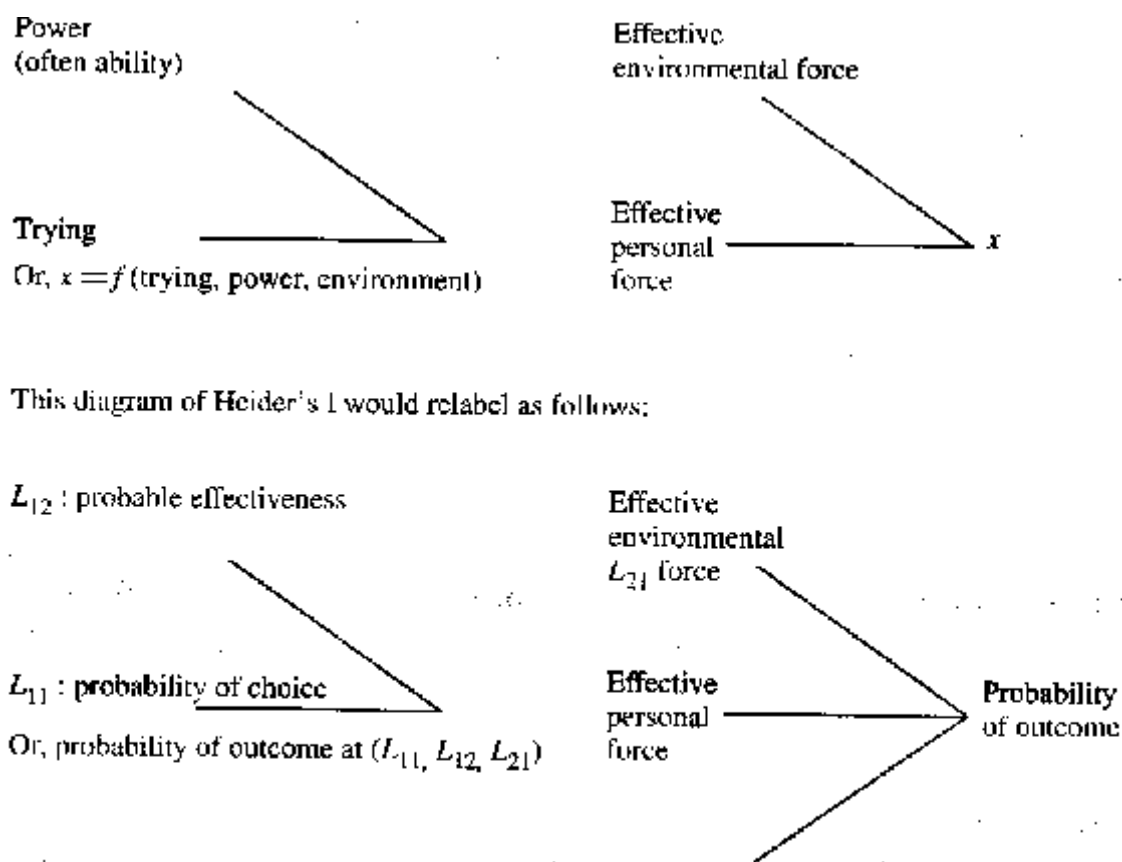 Power
(often ability)
Effective
environmental force
Trying
Effective
personal
force
x
Or, x = f (trying, power, environment)
This diagram of Heider's I would relabel as follows:
L₁₂ : probable effectiveness
Effective
environmental
L₂₁ force
L₁₁ : probability of choice
Effective
personal
force
Probability
of outcome
Or, probability of outcome at (L₁₁, L₁₂, L₂₁)